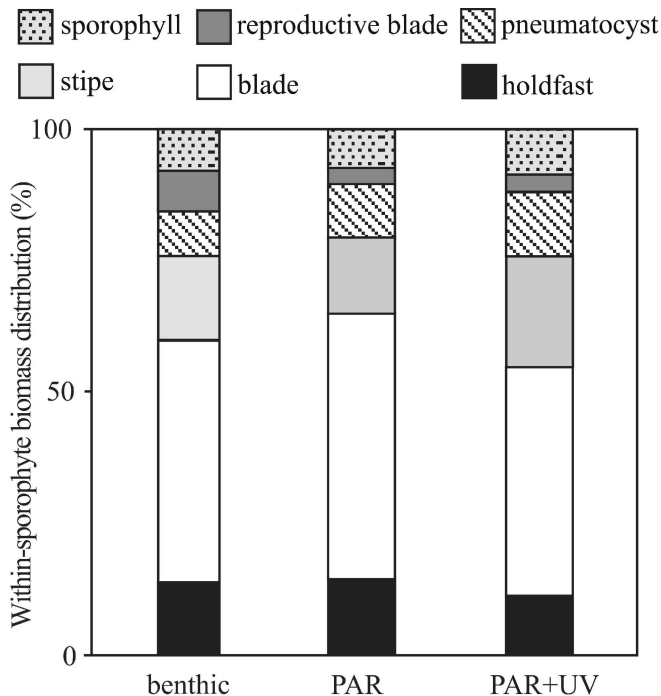 sporophyll reproductive blade pneumatocyst
stipe blade holdfast
100
50
0
Within-sporophyte biomass distribution (%)
benthic PAR PAR+UV